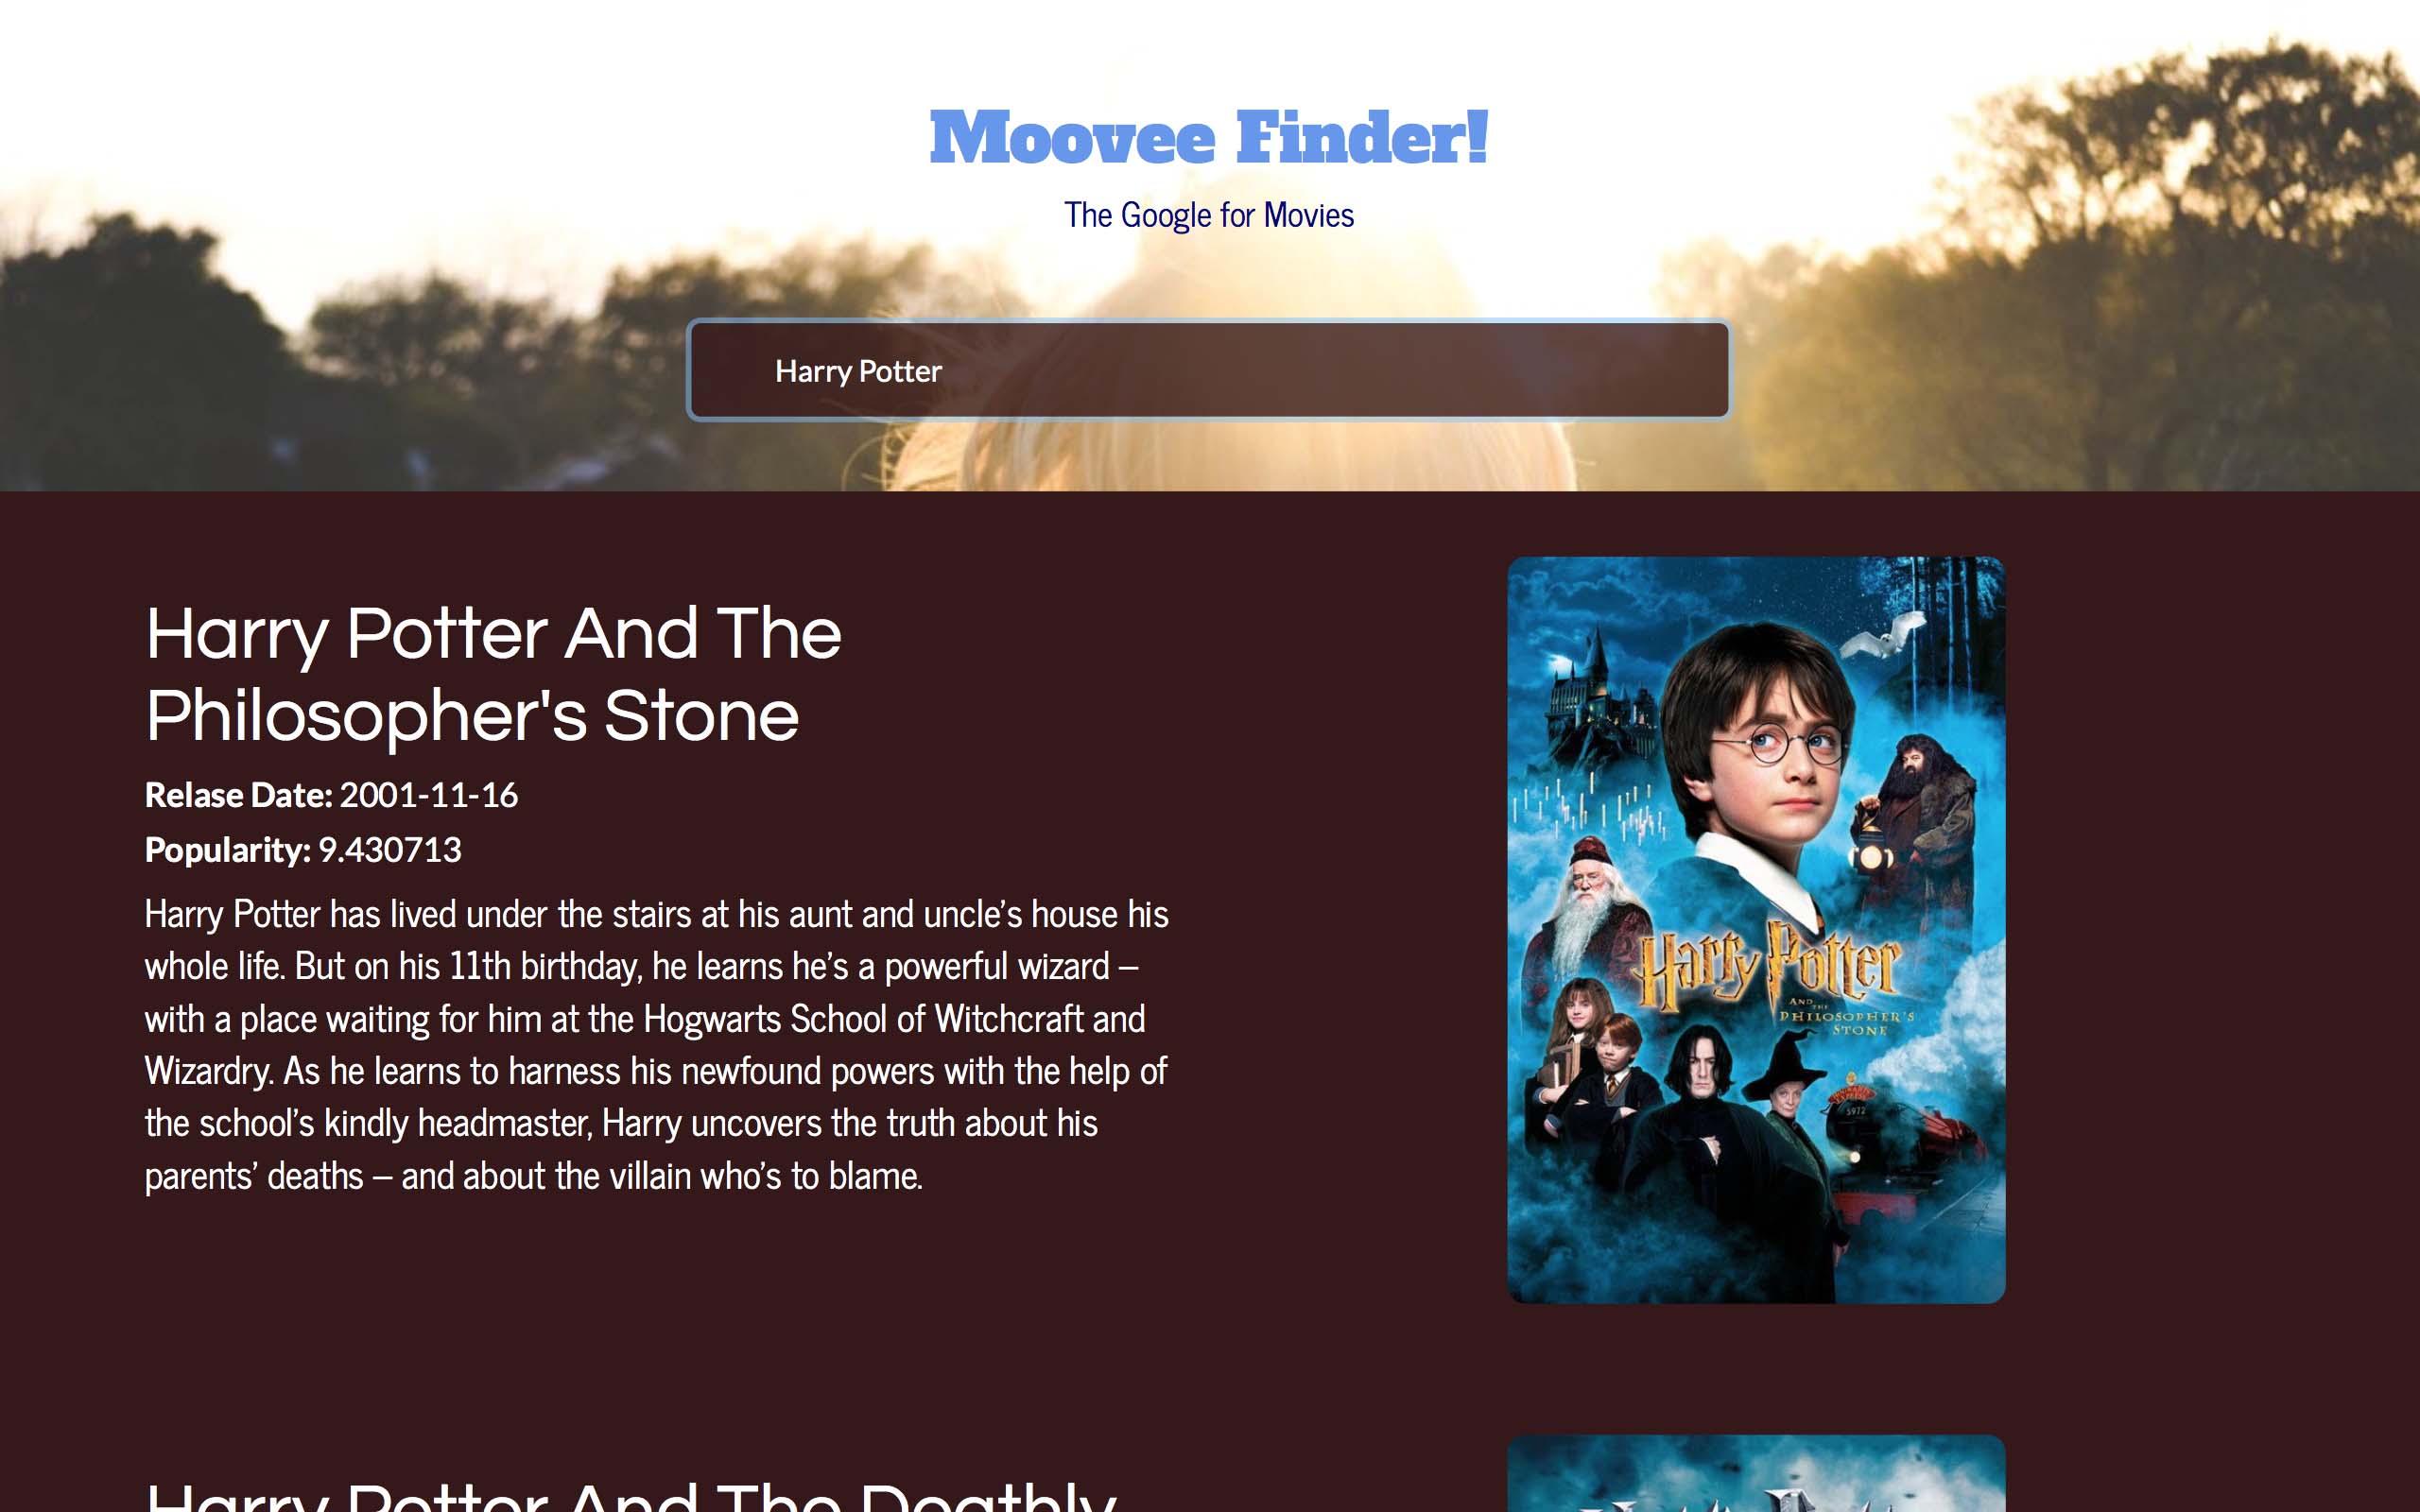 Moovee Finder!
The Google for Movies
Harry Potter
Harry Potter And The
Philosopher's Stone
Relase Date: 2001-11-16
Popularity: 9.430713
Harry Potter has lived under the stairs at his aunt and uncle’s house his
whole life. But on his 11th birthday, he learns he’s a powerful wizard –
with a place waiting for him at the Hogwarts School of Witchcraft and
Wizardry. As he learns to harness his newfound powers with the help of
the school’s kindly headmaster, Harry uncovers the truth about his
parents’ deaths – and about the villain who’s to blame.
Harry Potter
AND THE
PHILOSOPHER'S
STONE
5972
Harry Potter And The Deathly